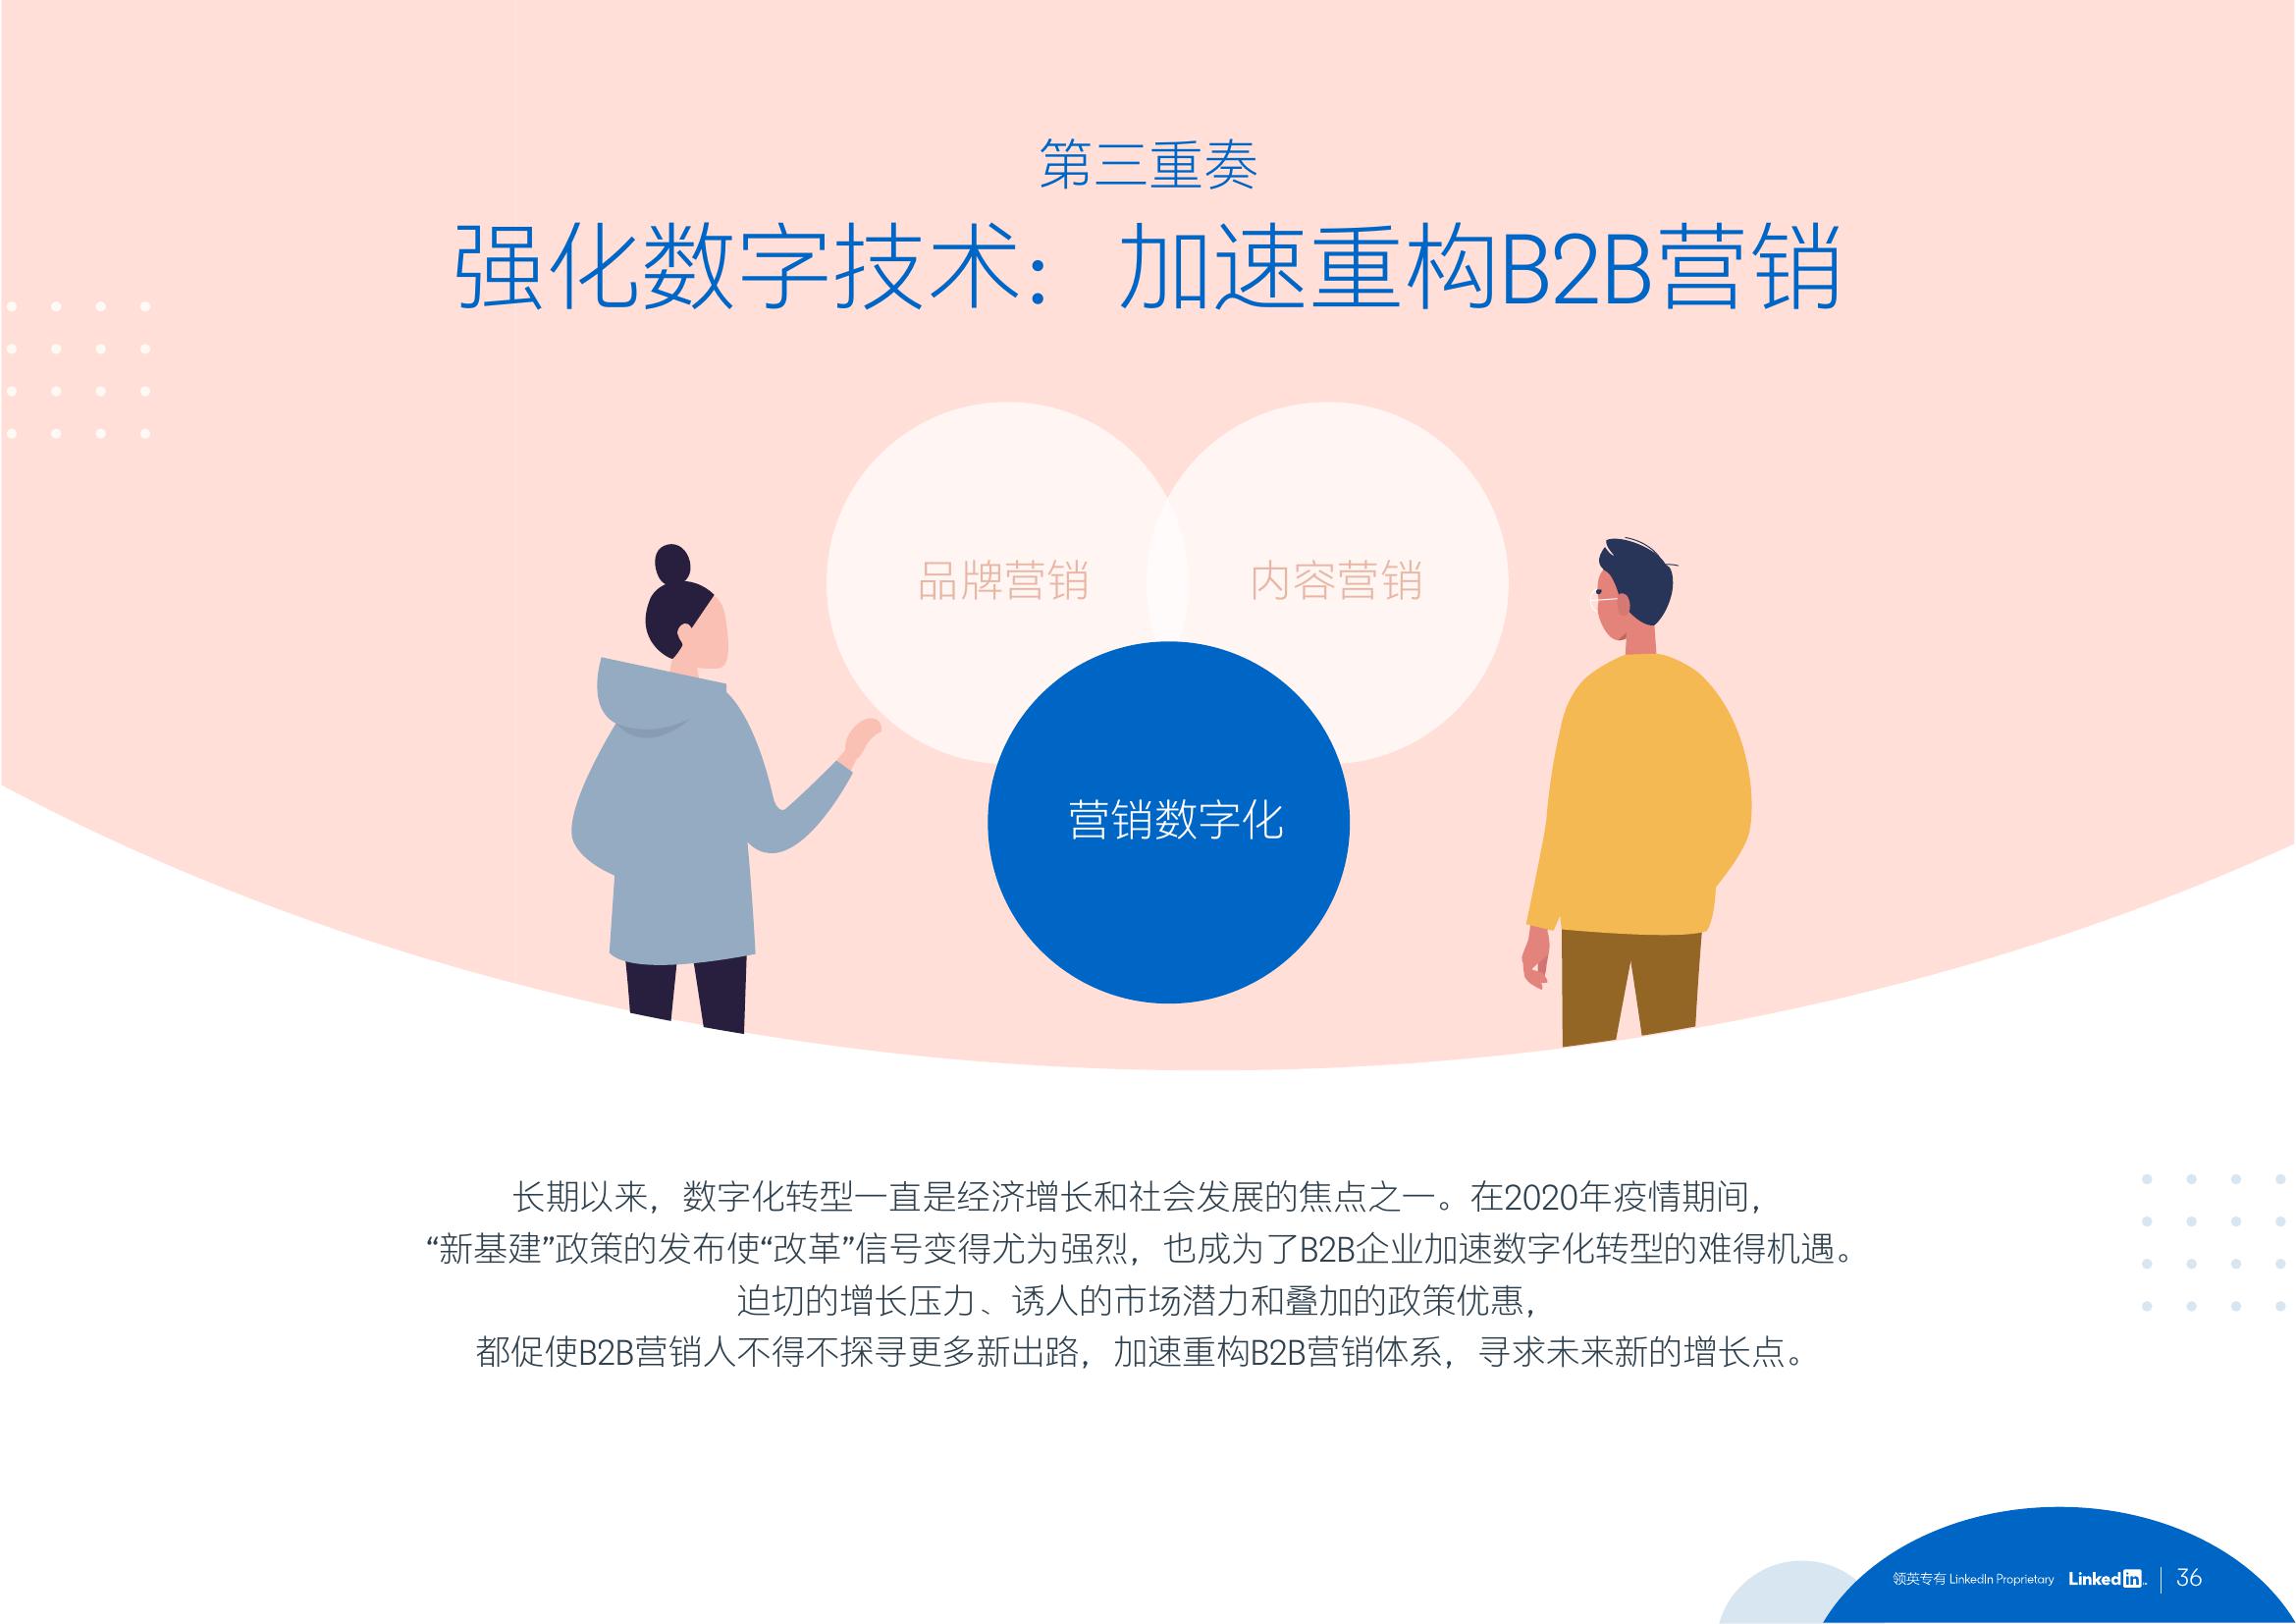 第三重奏
强化数字技术：加速重构B2B营销
品牌营销
内容营销
营销数字化
长期以来，数字化转型一直是经济增长和社会发展的焦点之一。在2020年疫情期间，
“新基建”政策的发布使“改革”信号变得尤为强烈，也成为了B2B企业加速数字化转型的难得机遇。
迫切的增长压力、诱人的市场潜力和叠加的政策优惠，
都促使B2B营销人不得不探寻更多新出路，加速重构B2B营销体系，寻求未来新的增长点。
领英专有 LinkedIn Proprietary LinkedIn 36